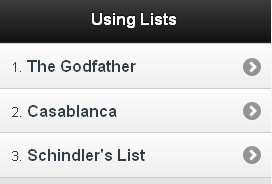 Using Lists
1. The Godfather
2. Casablanca
3. Schindler's List